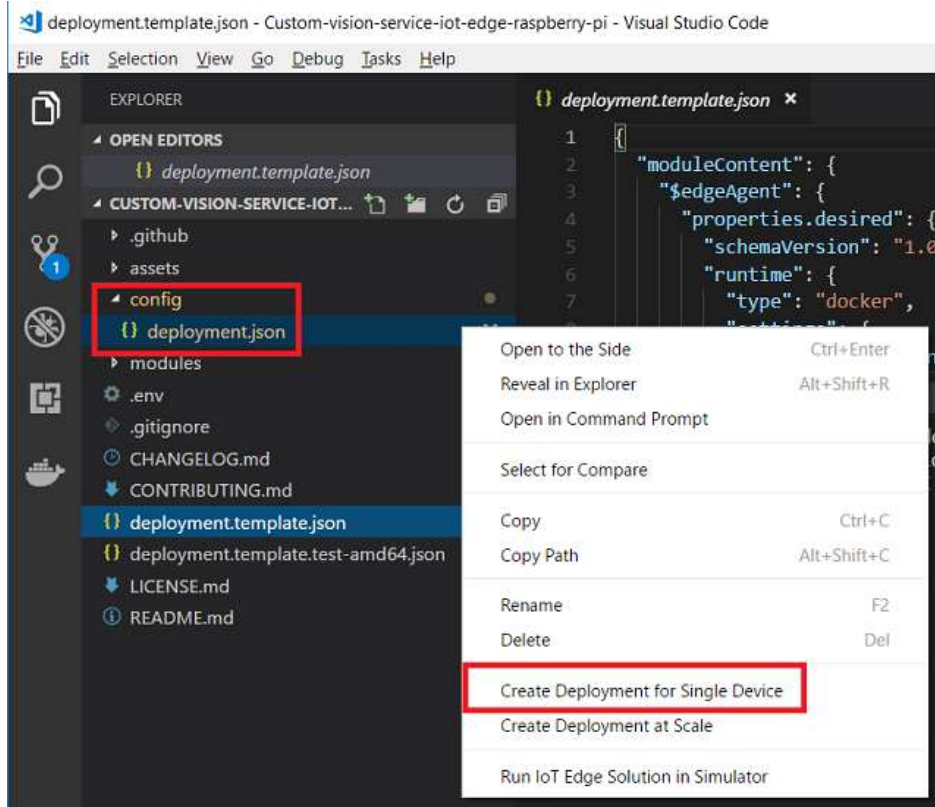 deployment.template.json - Custom-vision-service-iot-edge-raspberry-pi - Visual Studio Code
File Edit Selection View Go Debug Tasks Help
EXPLORER
OPEN EDITORS
{} deployment.template.json
CUSTOM-VISION-SERVICE-IOT...
.github
1
assets
config
{} deployment.json
modules
.env
.gitignore
CHANGELOG.md
CONTRIBUTING.md
{} deployment.template.json
{} deployment.template.test-amd64.json
LICENSE.md
README.md
{} deployment.template.json ×
1 {
2 "moduleContent": {
3 "$edgeAgent": {
4 "properties.desired": {
5 "schemaVersion": "1.0
6 "runtime": {
7 "type": "docker",
"settings": {
Open to the Side Ctrl+Enter
Reveal in Explorer Alt+Shift+R
Open in Command Prompt
Select for Compare
Copy Ctrl+C
Copy Path Alt+Shift+C
Rename F2
Delete Del
Create Deployment for Single Device
Create Deployment at Scale
Run IoT Edge Solution in Simulator